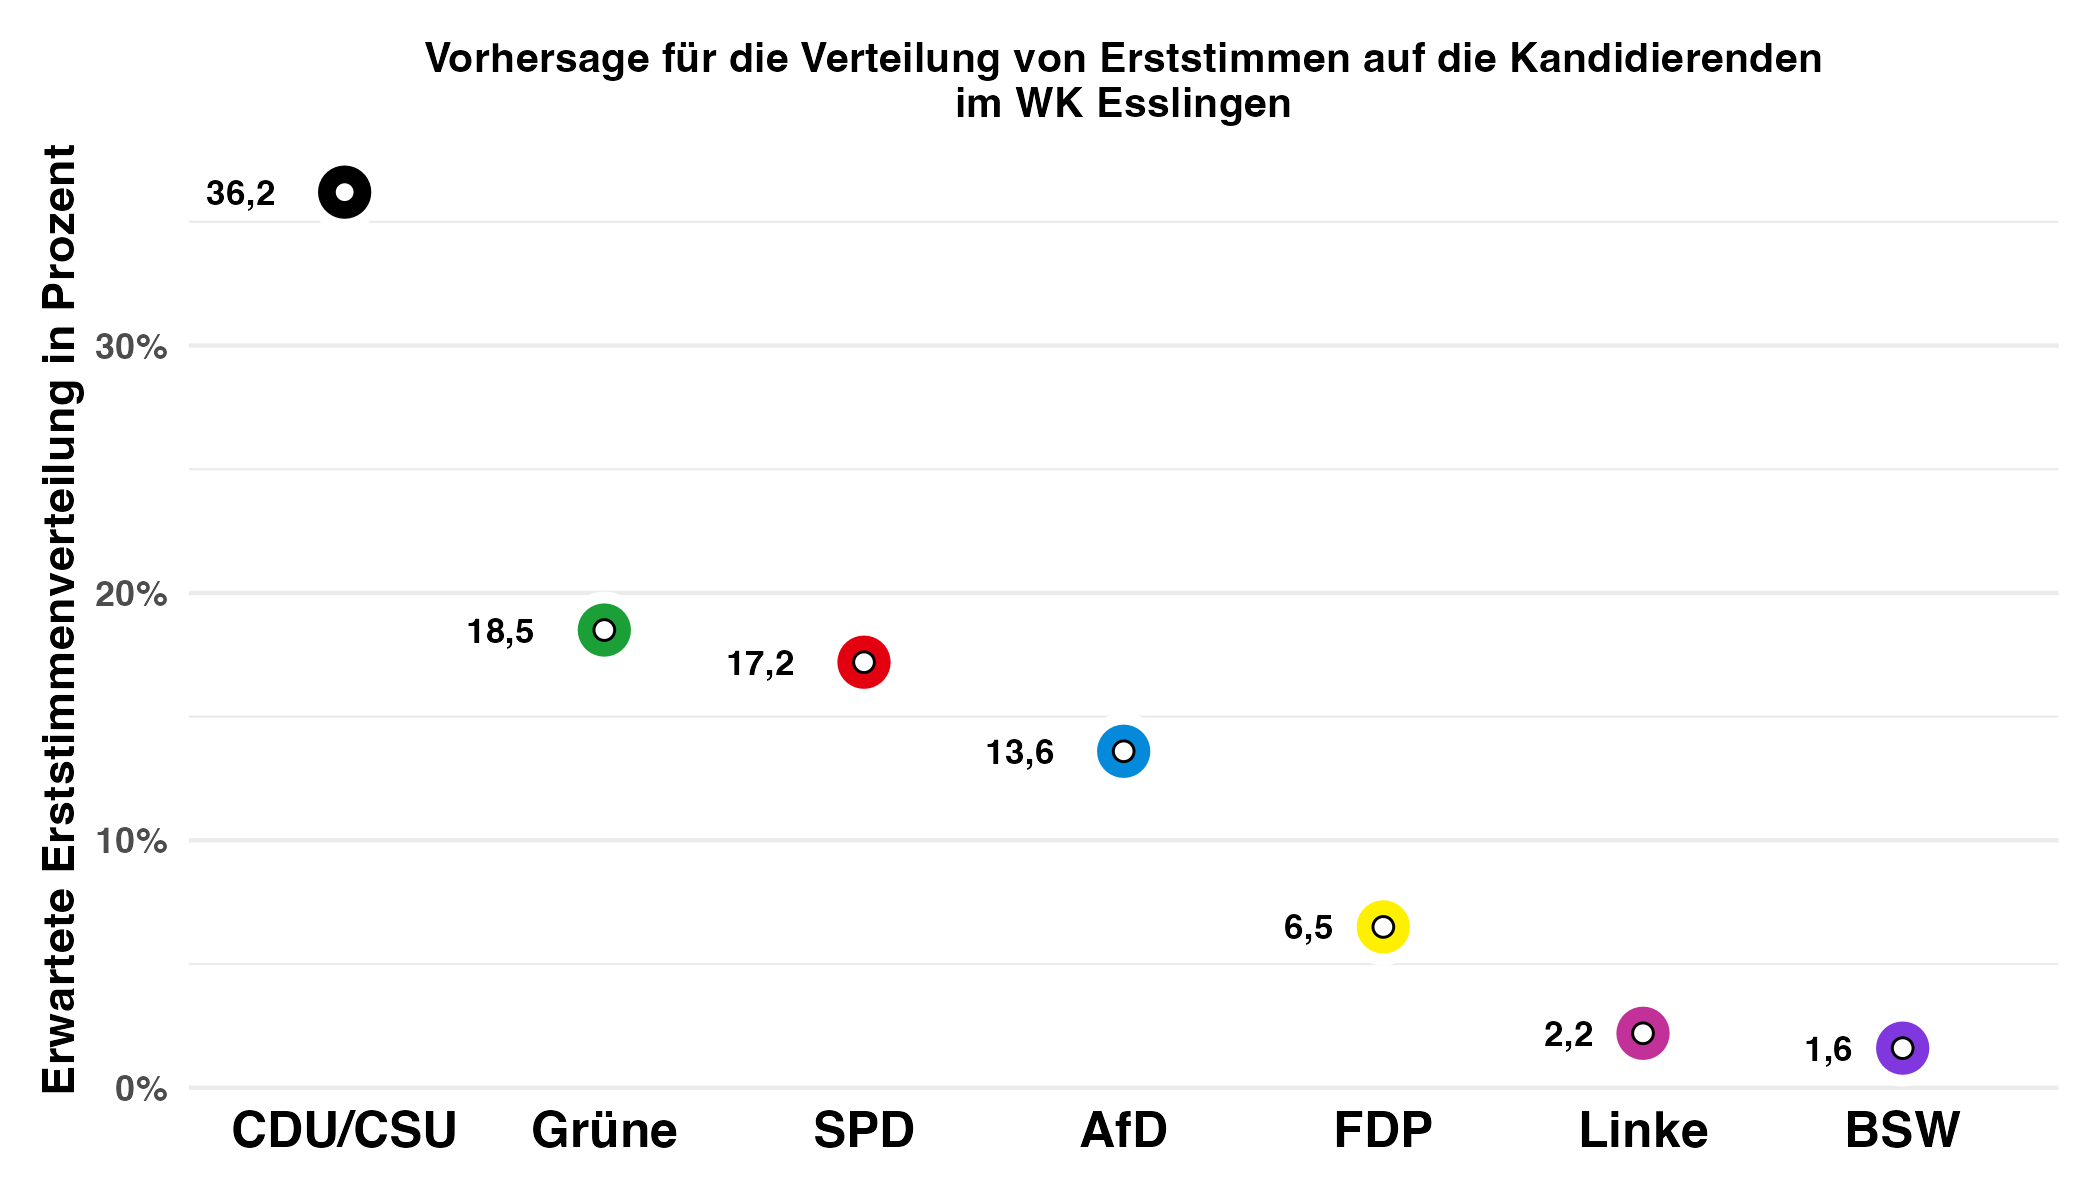 Vorhersage für die Verteilung von Erststimmen auf die Kandidierenden
im WK Esslingen
Erwartete Erststimmenverteilung in Prozent
36,2
30%
20%
18,5
17,2
13,6
10%
6,5
2,2
1,6
0%
CDU/CSU Grüne SPD AfD FDP Linke BSW